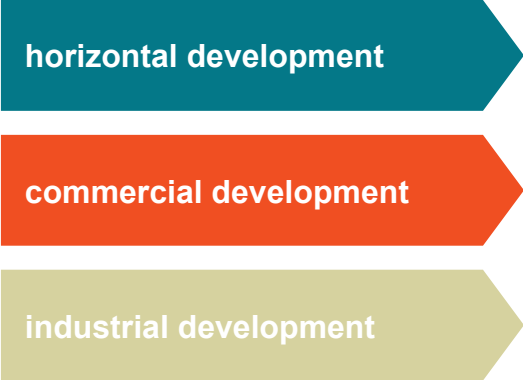 horizontal development
commercial development
industrial development